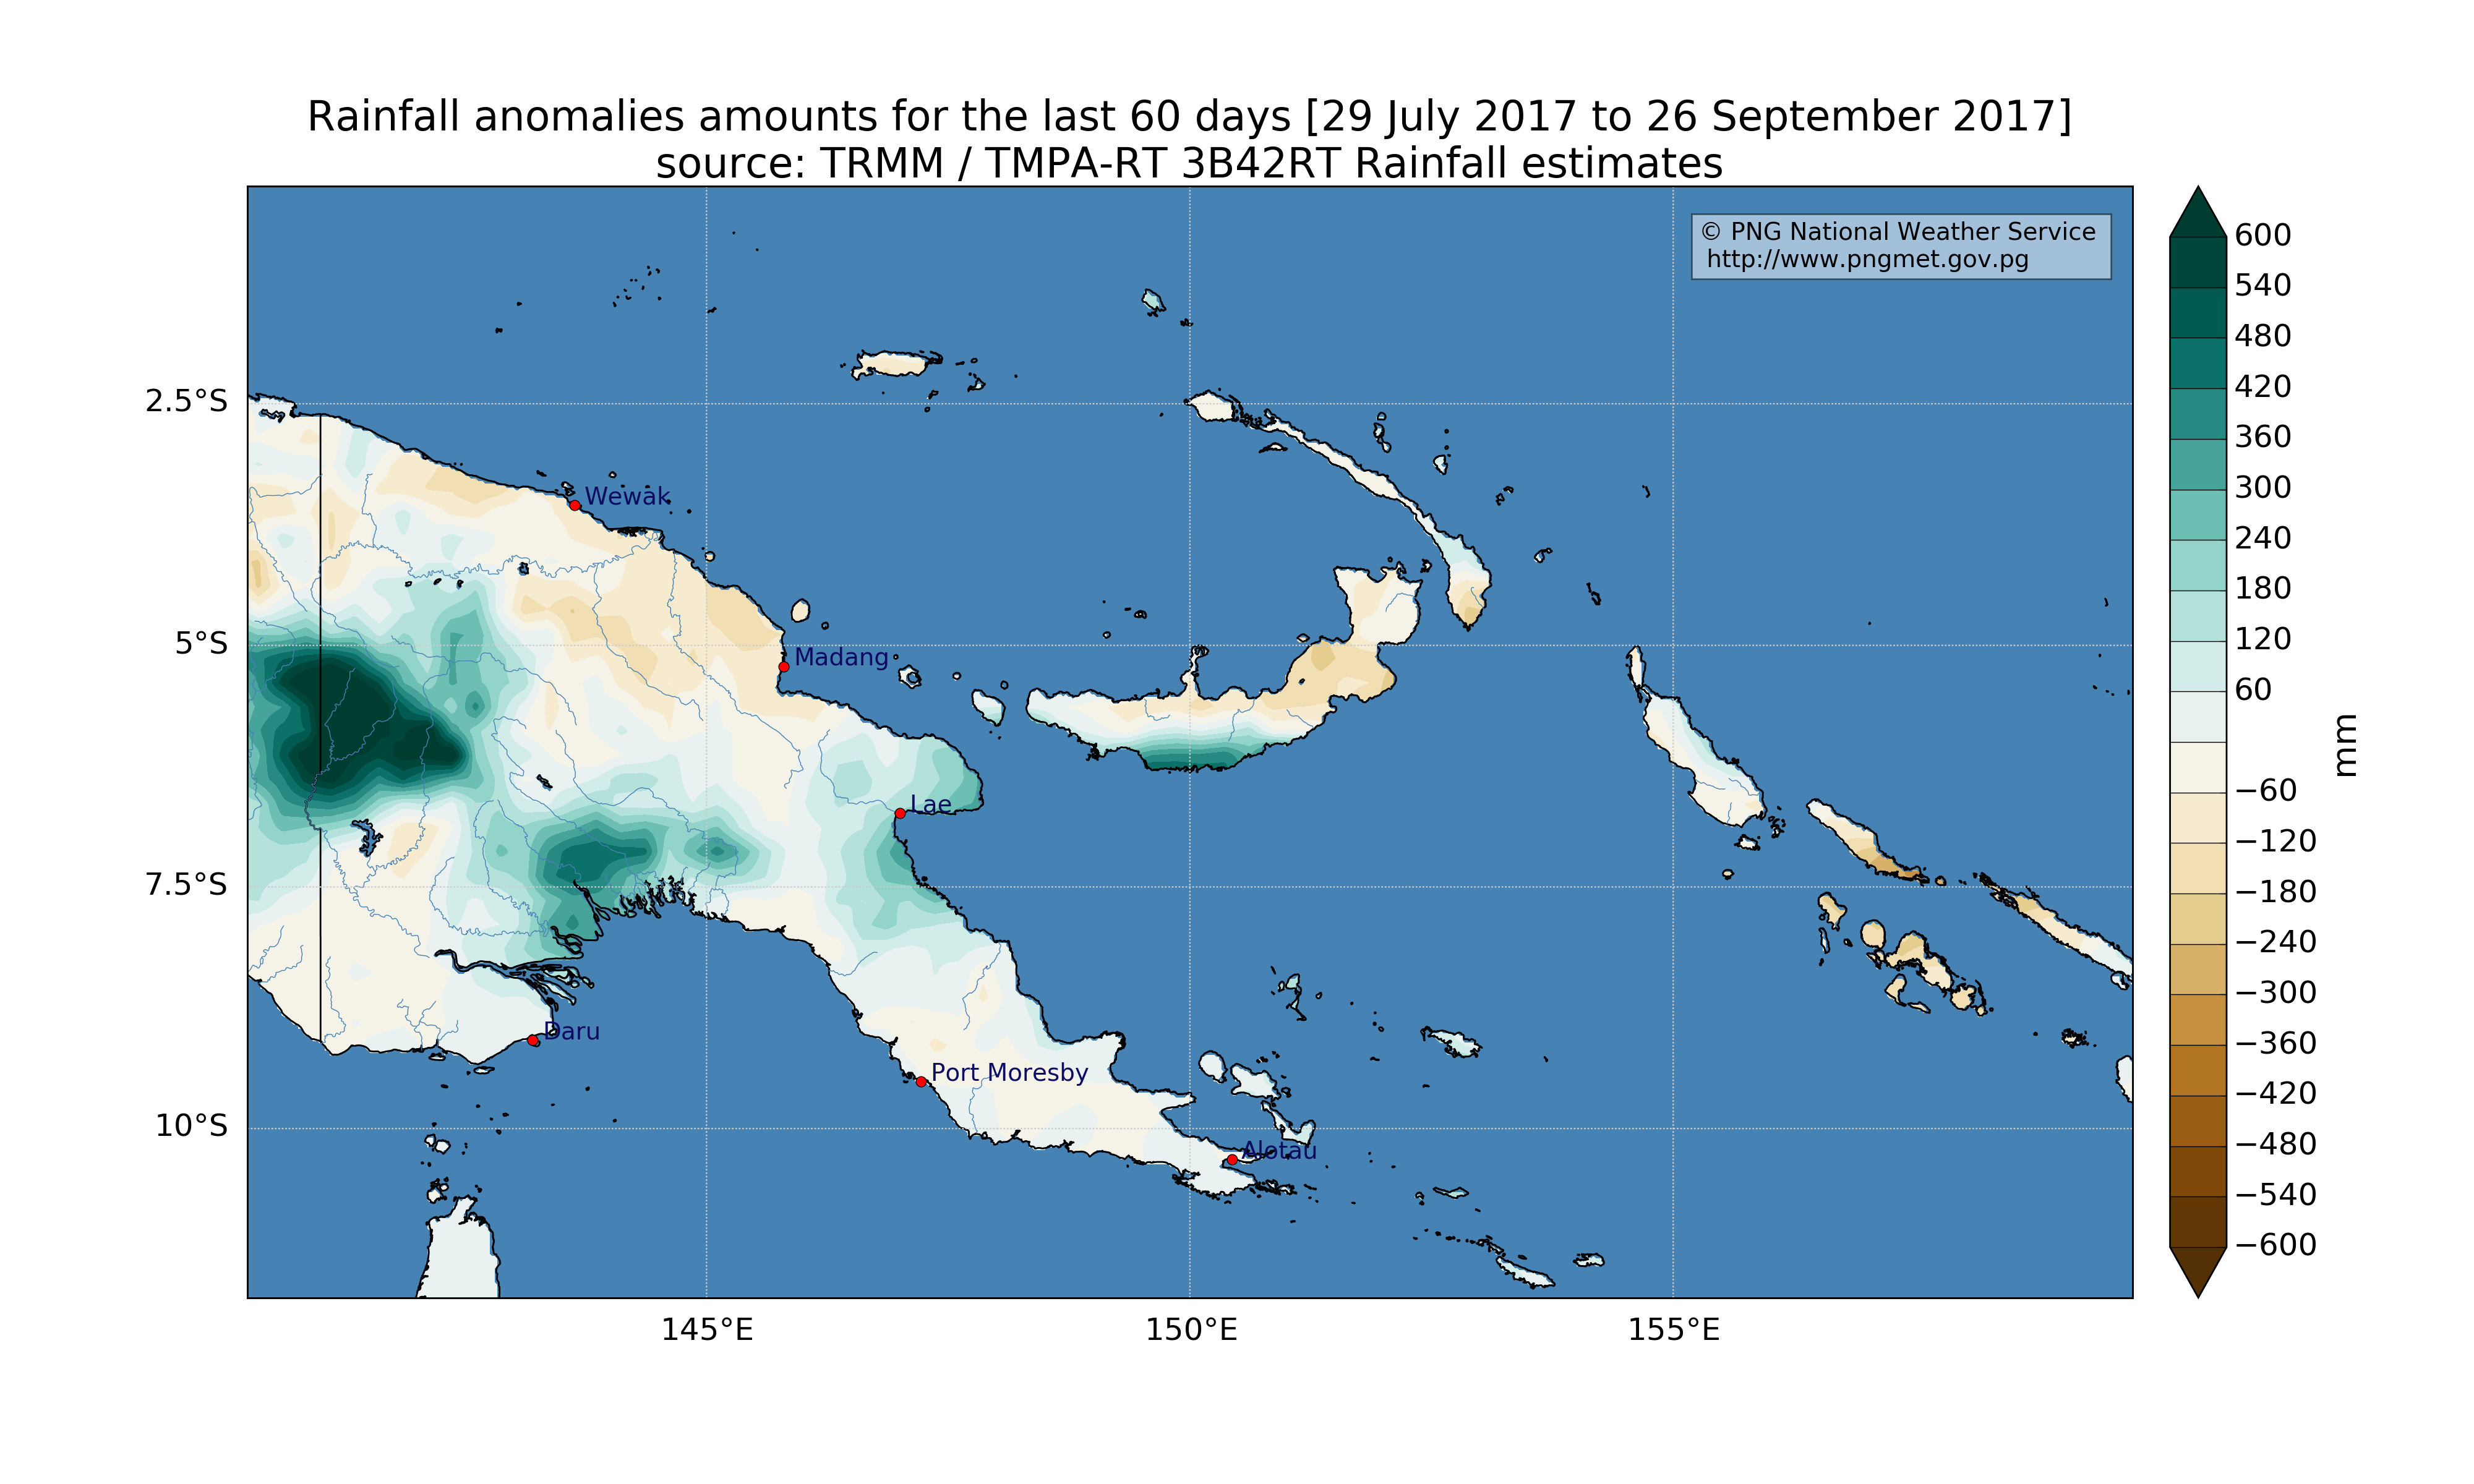 Rainfall anomalies amounts for the last 60 days [29 July 2017 to 26 September 2017]
source: TRMM / TMPA-RT 3B42RT Rainfall estimates
© PNG National Weather Service
http://www.pngmet.gov.pg
2.5°S
5°S
7.5°S
10°S
Wewak
Madang
Lae
Daru
Port Moresby
Alotau
145°E
150°E
155°E
600
540
480
420
360
300
240
180
120
60
−60
−120
−180
−240
−300
−360
−420
−480
−540
−600
mm